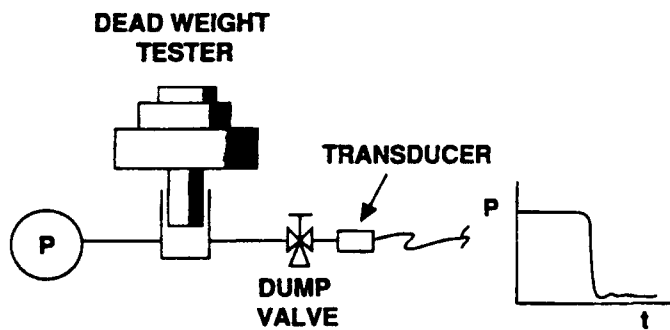 DEAD WEIGHT
TESTER
TRANSDUCER
P
P
DUMP
VALVE
t